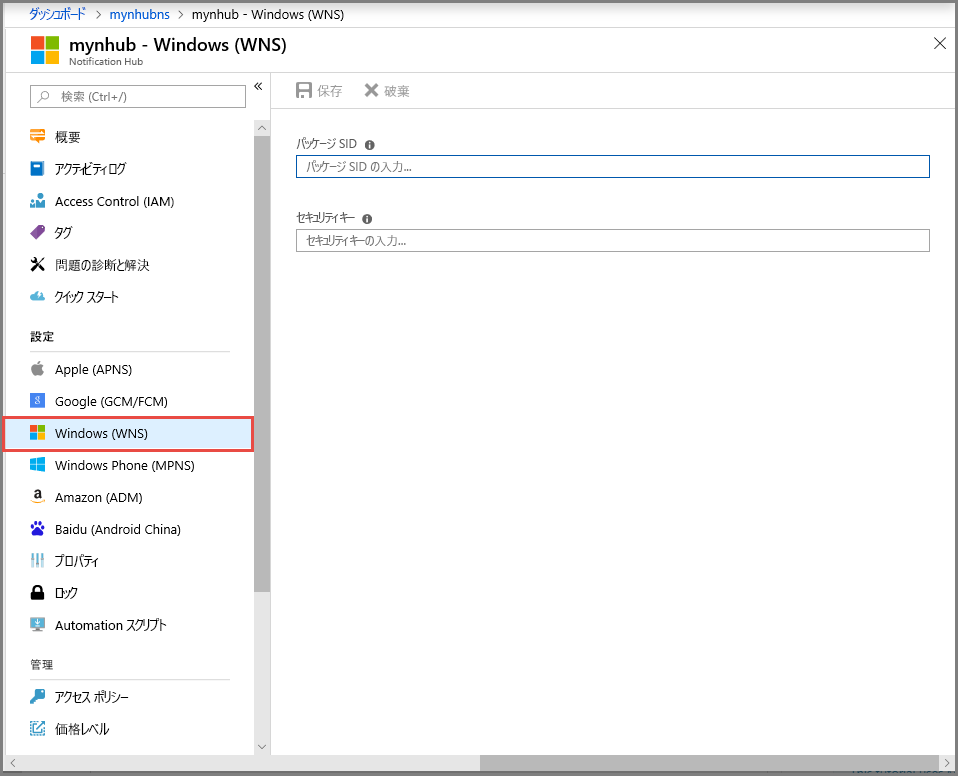 ダッシュボード > mynhubns > mynhub - Windows (WNS)
mynhub - Windows (WNS)
Notification Hub
検索 (Ctrl+/)
«
保存 破棄
概要
アクティビティログ
Access Control (IAM)
タグ
問題の診断と解決
クイック スタート
設定
Apple (APNS)
Google (GCM/FCM)
Windows (WNS)
Windows Phone (MPNS)
Amazon (ADM)
Baidu (Android China)
プロパティ
ロック
Automation スクリプト
管理
アクセス ポリシー
価格レベル
パッケージ SID
パッケージ SID の入力...
セキュリティ キー
セキュリティ キーの入力...